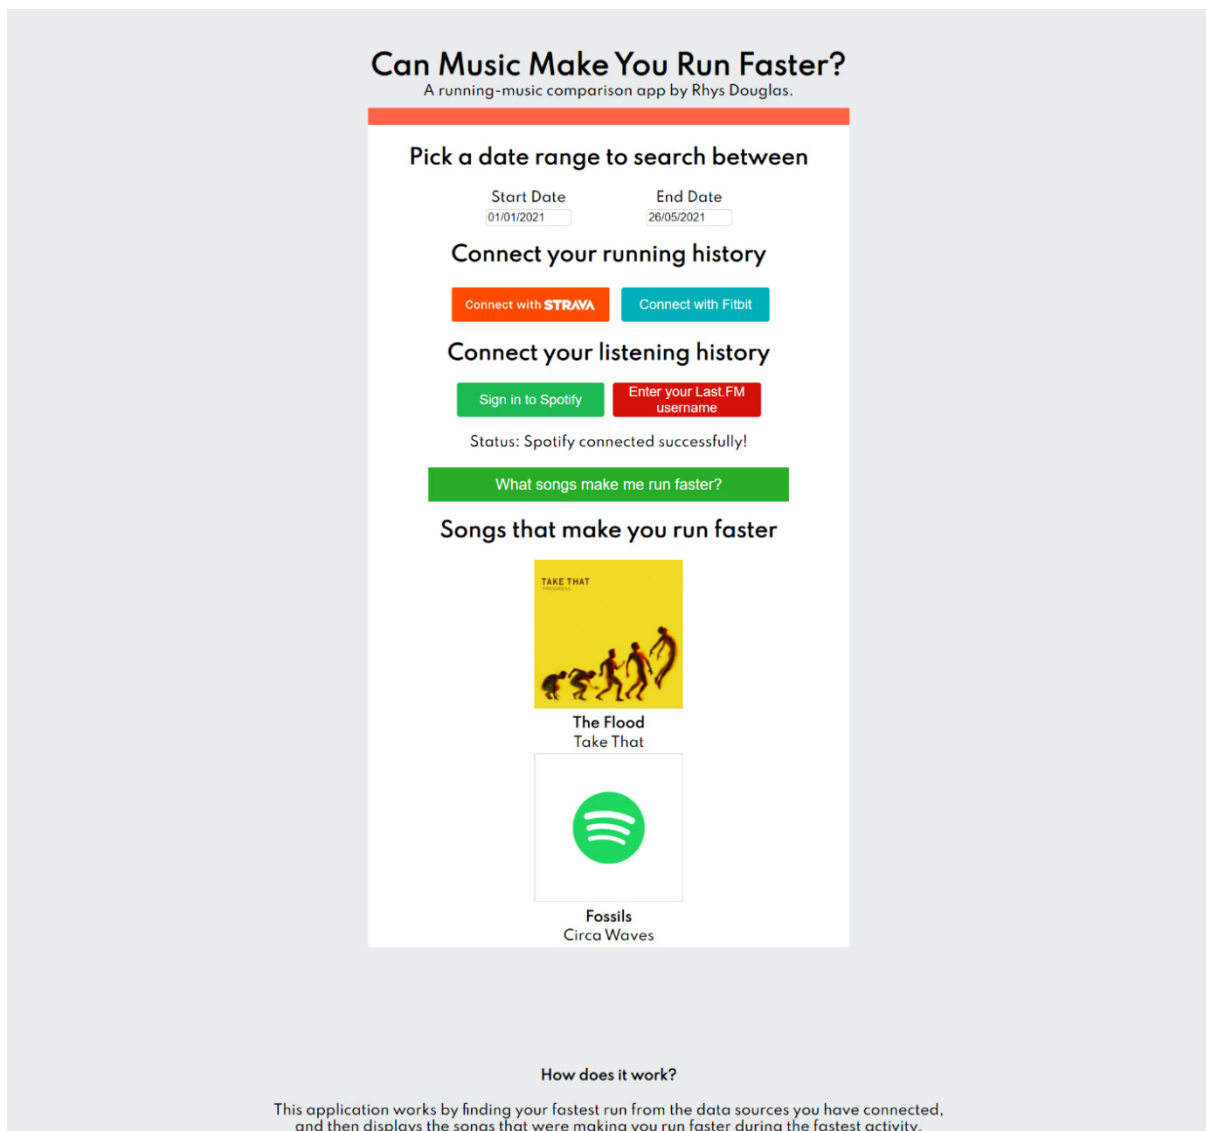 Can Music Make You Run Faster?
A running-music comparison app by Rhys Douglas.
Pick a date range to search between
Start Date End Date
01/01/2021 26/05/2021
Connect your running history
Connect with STRAVA Connect with Fitbit
Connect your listening history
Sign in to Spotify Enter your Last.FM
username
Status: Spotify connected successfully!
What songs make me run faster?
Songs that make you run faster
TAKE THAT
PROGRESS
The Flood
Take That
Fossils
Circa Waves
How does it work?
This application works by finding your fastest run from the data sources you have connected,
and then displays the songs that were making you run faster during the fastest activity.